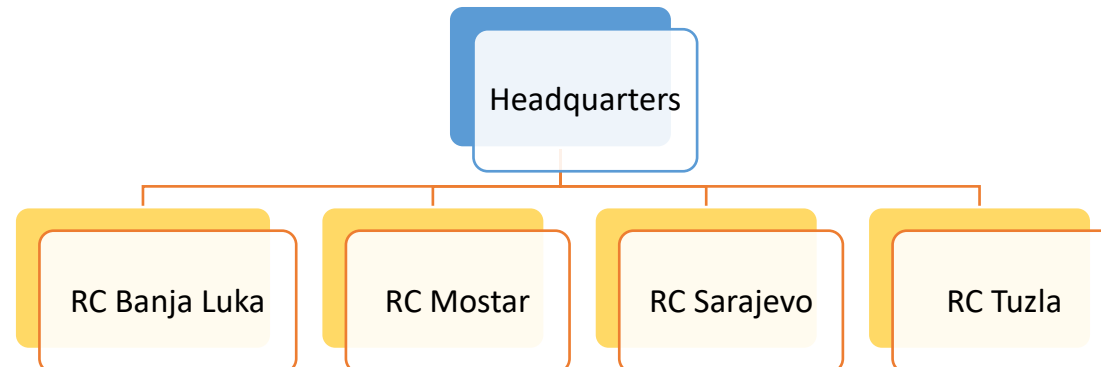 Headquarters
RC Banja Luka
RC Mostar
RC Sarajevo
RC Tuzla